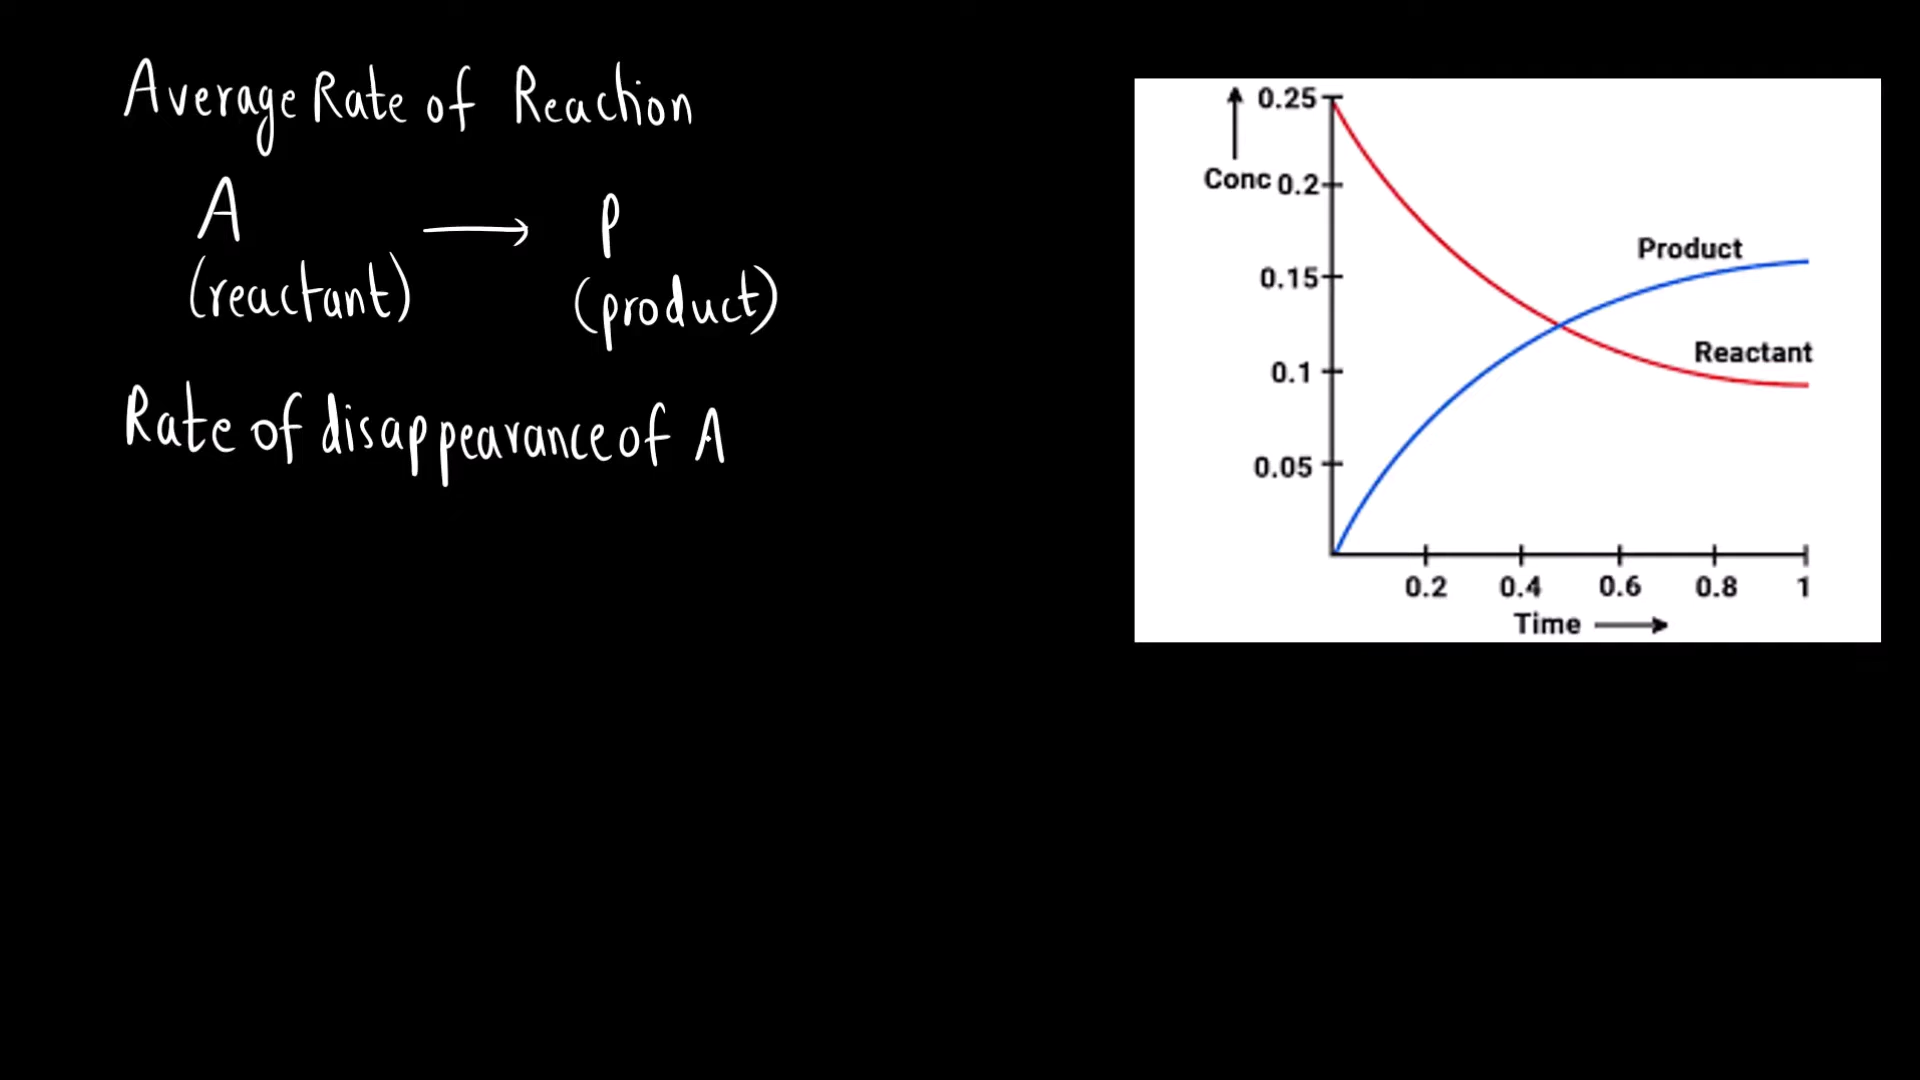 Average Rate of Reaction
A → P
(reactant) (product)
Rate of disappearance of A
0.25
Conc 0.2
Product
0.15
Reactant
0.1
0.05
0.2 0.4 0.6 0.8 1
Time